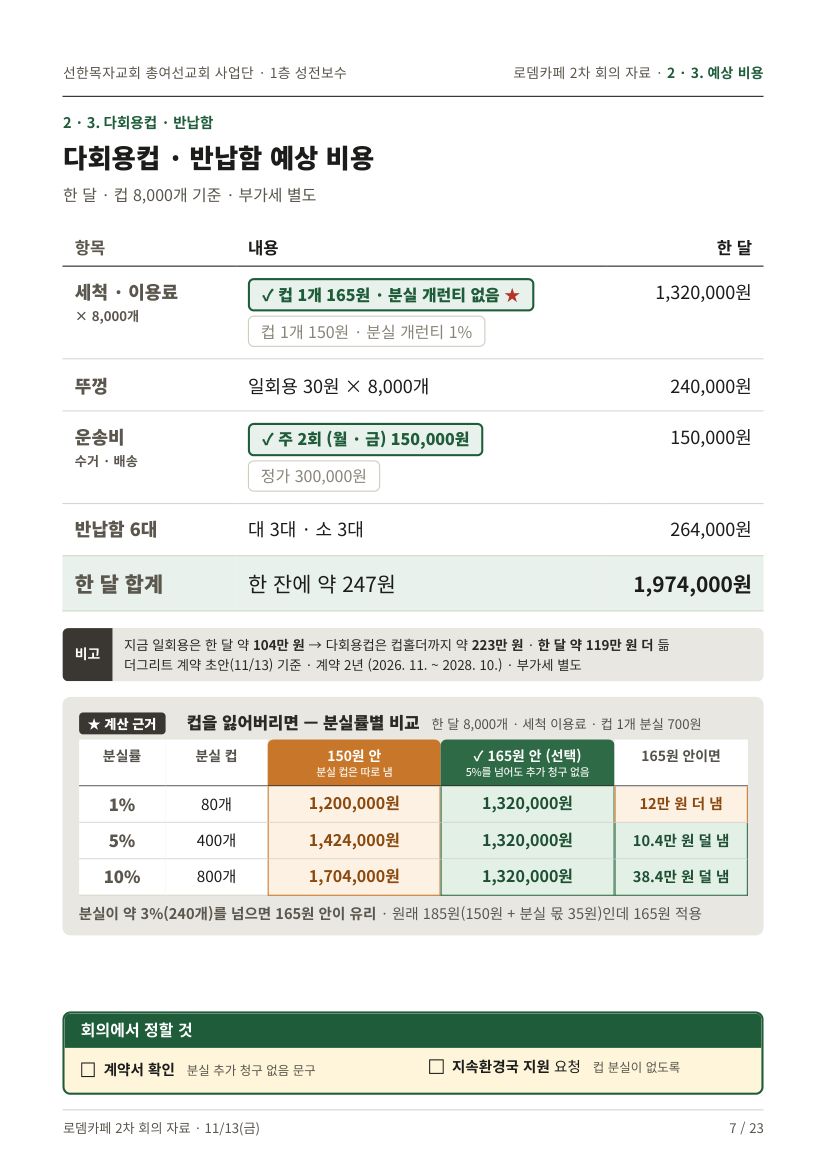 선한목자교회 총여선교회 사업단 · 1층 성전보수
로뎀카페 2차 회의 자료 · 2 · 3. 예상 비용
2 · 3. 다회용컵 · 반납함
다회용컵 · 반납함 예상 비용
한 달 · 컵 8,000개 기준 · 부가세 별도
항목 내용 한 달
세척 · 이용료 ✓ 컵 1개 165원 · 분실 개런티 없음 ★ 1,320,000원
× 8,000개
컵 1개 150원 · 분실 개런티 1%
뚜껑 일회용 30원 × 8,000개 240,000원
운송비 ✓ 주 2회 (월 · 금) 150,000원 150,000원
수거 · 배송
정가 300,000원
반납함 6대 대 3대 · 소 3대 264,000원
한 달 합계 한 잔에 약 247원 1,974,000원
비고
지금 일회용은 한 달 약 104만 원 → 다회용컵은 컵홀더까지 약 223만 원 · 한 달 약 119만 원 더 듦
더그리트 계약 초안(11/13) 기준 · 계약 2년 (2026. 11. ~ 2028. 10.) · 부가세 별도
★ 계산 근거 컵을 잃어버리면 — 분실률별 비교 한 달 8,000개 · 세척 이용료 · 컵 1개 분실 700원
분실률 분실 컵 150원 안 ✓ 165원 안 (선택) 165원 안이면
분실 컵은 따로 냄 5%를 넘어도 추가 청구 없음
1% 80개 1,200,000원 1,320,000원 12만 원 더 냄
5% 400개 1,424,000원 1,320,000원 10.4만 원 덜 냄
10% 800개 1,704,000원 1,320,000원 38.4만 원 덜 냄
분실이 약 3%(240개)를 넘으면 165원 안이 유리 · 원래 185원(150원 + 분실 몫 35원)인데 165원 적용
회의에서 정할 것
☐ 계약서 확인 분실 추가 청구 없음 문구
☐ 지속환경국 지원 요청 컵 분실이 없도록
로뎀카페 2차 회의 자료 · 11/13(금)
7 / 23